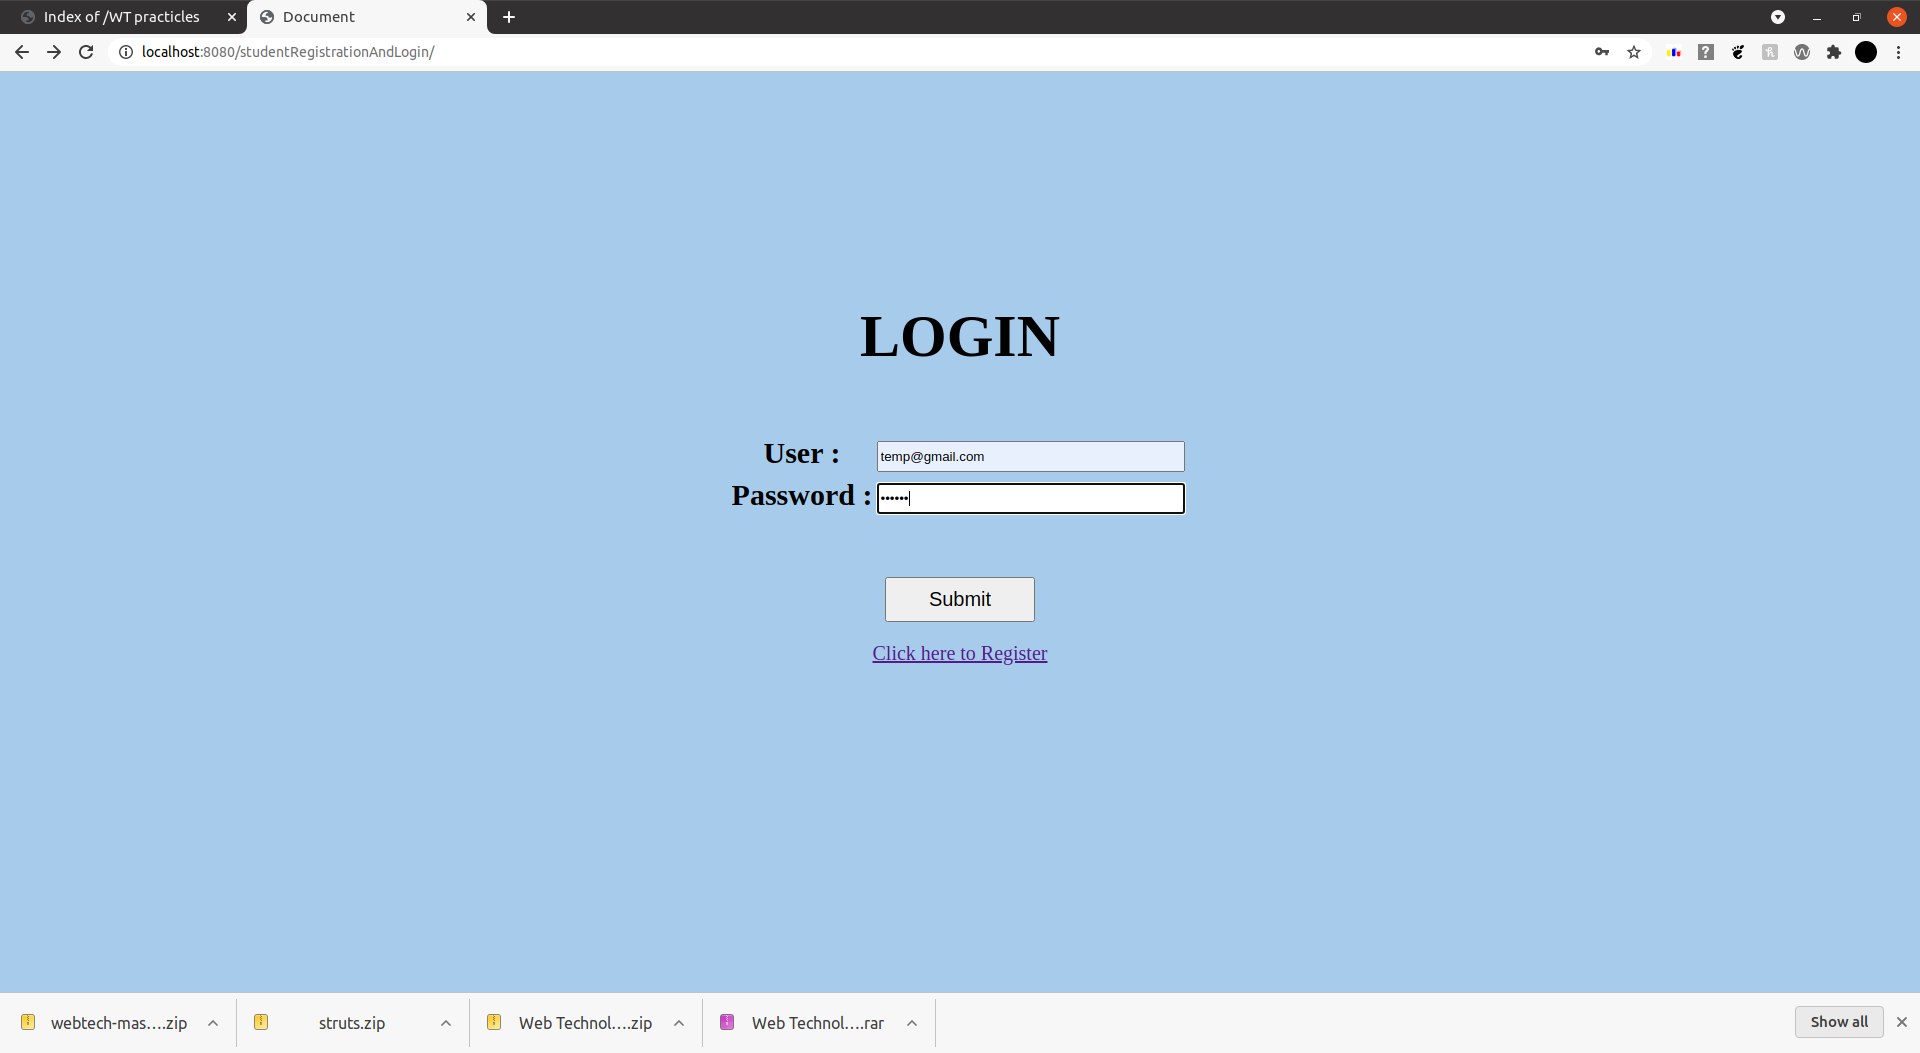 Index of /WT practicles
Document
localhost:8080/studentRegistrationAndLogin/
LOGIN
User :
temp@gmail.com
Password :
••••••
Submit
Click here to Register
webtech-mas....zip
struts.zip
Web Technol....zip
Web Technol....rar
Show all